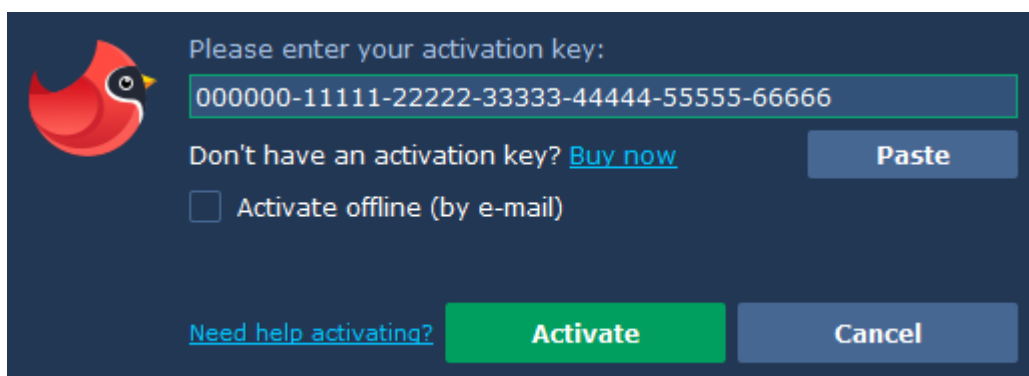 Please enter your activation key:
000000-11111-22222-33333-44444-55555-66666
Don't have an activation key? Buy now
Paste
Activate offline (by e-mail)
Need help activating?
Activate
Cancel